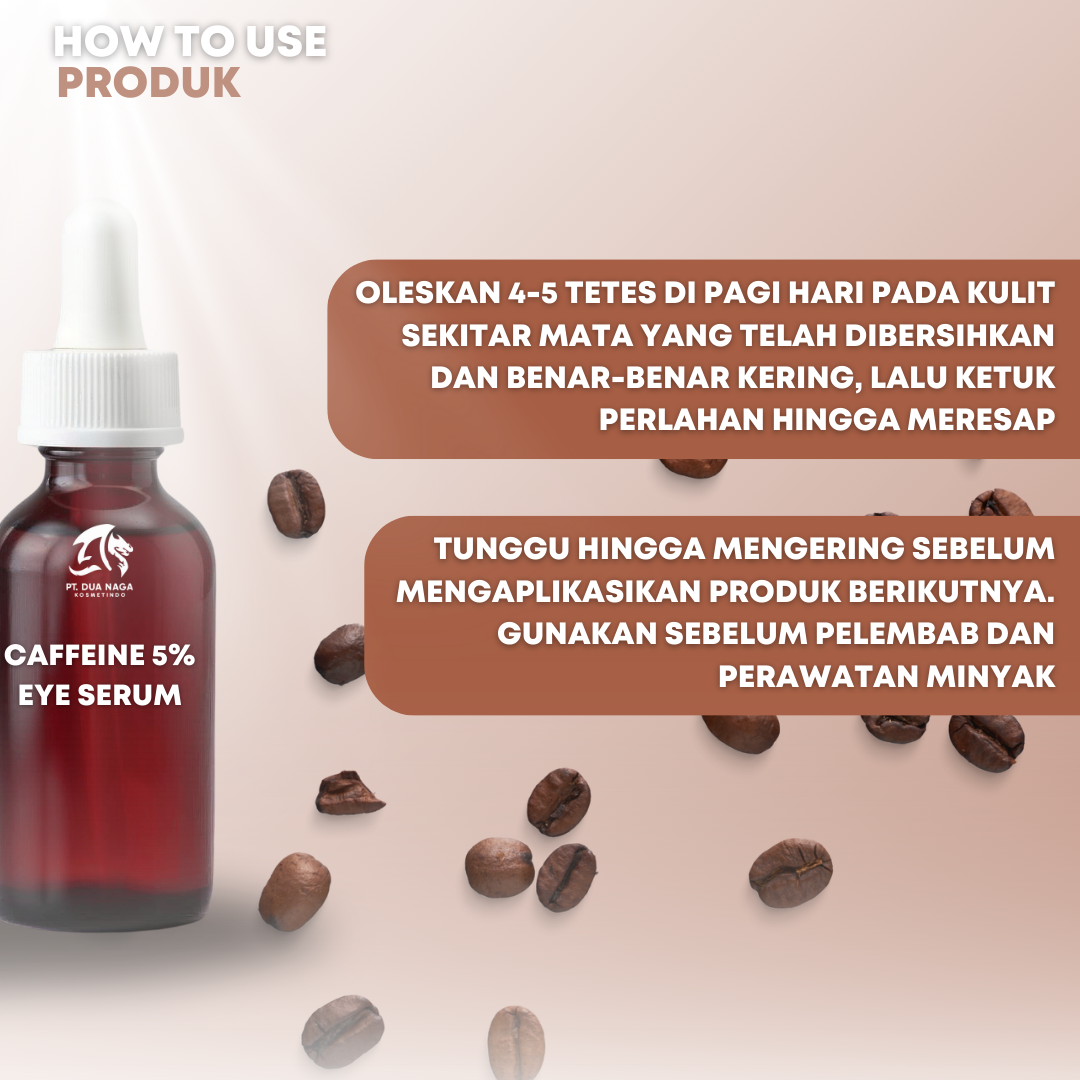 HOW TO USE
PRODUK
OLESKAN 4-5 TETES DI PAGI HARI PADA KULIT
SEKITAR MATA YANG TELAH DIBERSIHKAN
DAN BENAR-BENAR KERING, LALU KETUK
PERLAHAN HINGGA MERESAP
TUNGGU HINGGA MENGERING SEBELUM
MENGAPLIKASIKAN PRODUK BERIKUTNYA.
GUNAKAN SEBELUM PELEMBAB DAN
PERAWATAN MINYAK
PT. DUA NAGA
KOSMETINDO
CAFFEINE 5%
EYE SERUM